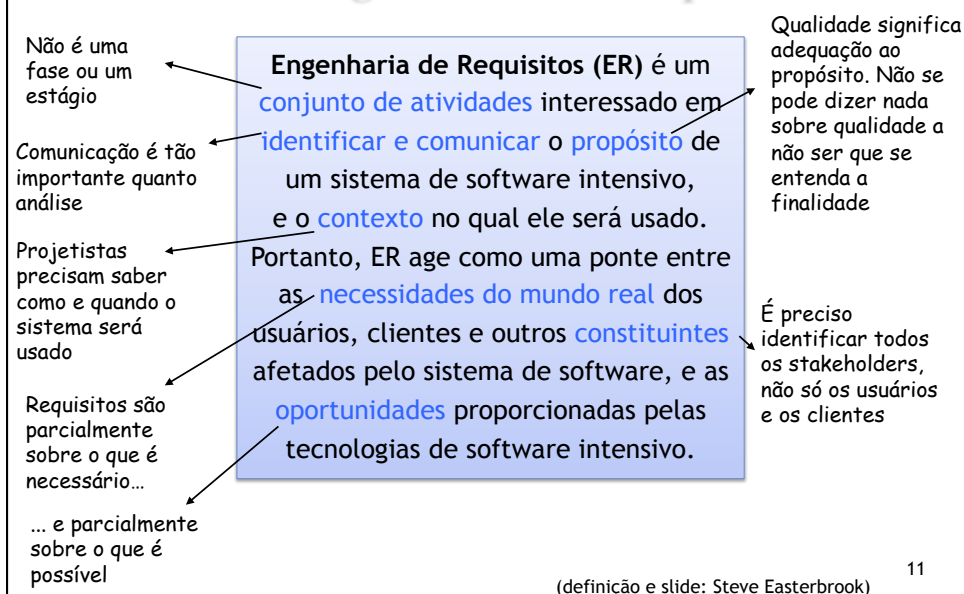 Não é uma
fase ou um
estágio
Comunicação é tão
importante quanto
análise
Projetistas
precisam saber
como e quando o
sistema será
usado
Requisitos são
parcialmente
sobre o que é
necessário…
... e parcialmente
sobre o que é
possível
Engenharia de Requisitos (ER) é um
conjunto de atividades interessado em
identificar e comunicar o propósito de
um sistema de software intensivo,
e o contexto no qual ele será usado.
Portanto, ER age como uma ponte entre
as necessidades do mundo real dos
usuários, clientes e outros constituintes
afetados pelo sistema de software, e as
oportunidades proporcionadas pelas
tecnologias de software intensivo.
Qualidade significa
adequação ao
propósito. Não se
pode dizer nada
sobre qualidade a
não ser que se
entenda a
finalidade
É preciso
identificar todos
os stakeholders,
não só os usuários
e os clientes
(definição e slide: Steve Easterbrook)
11